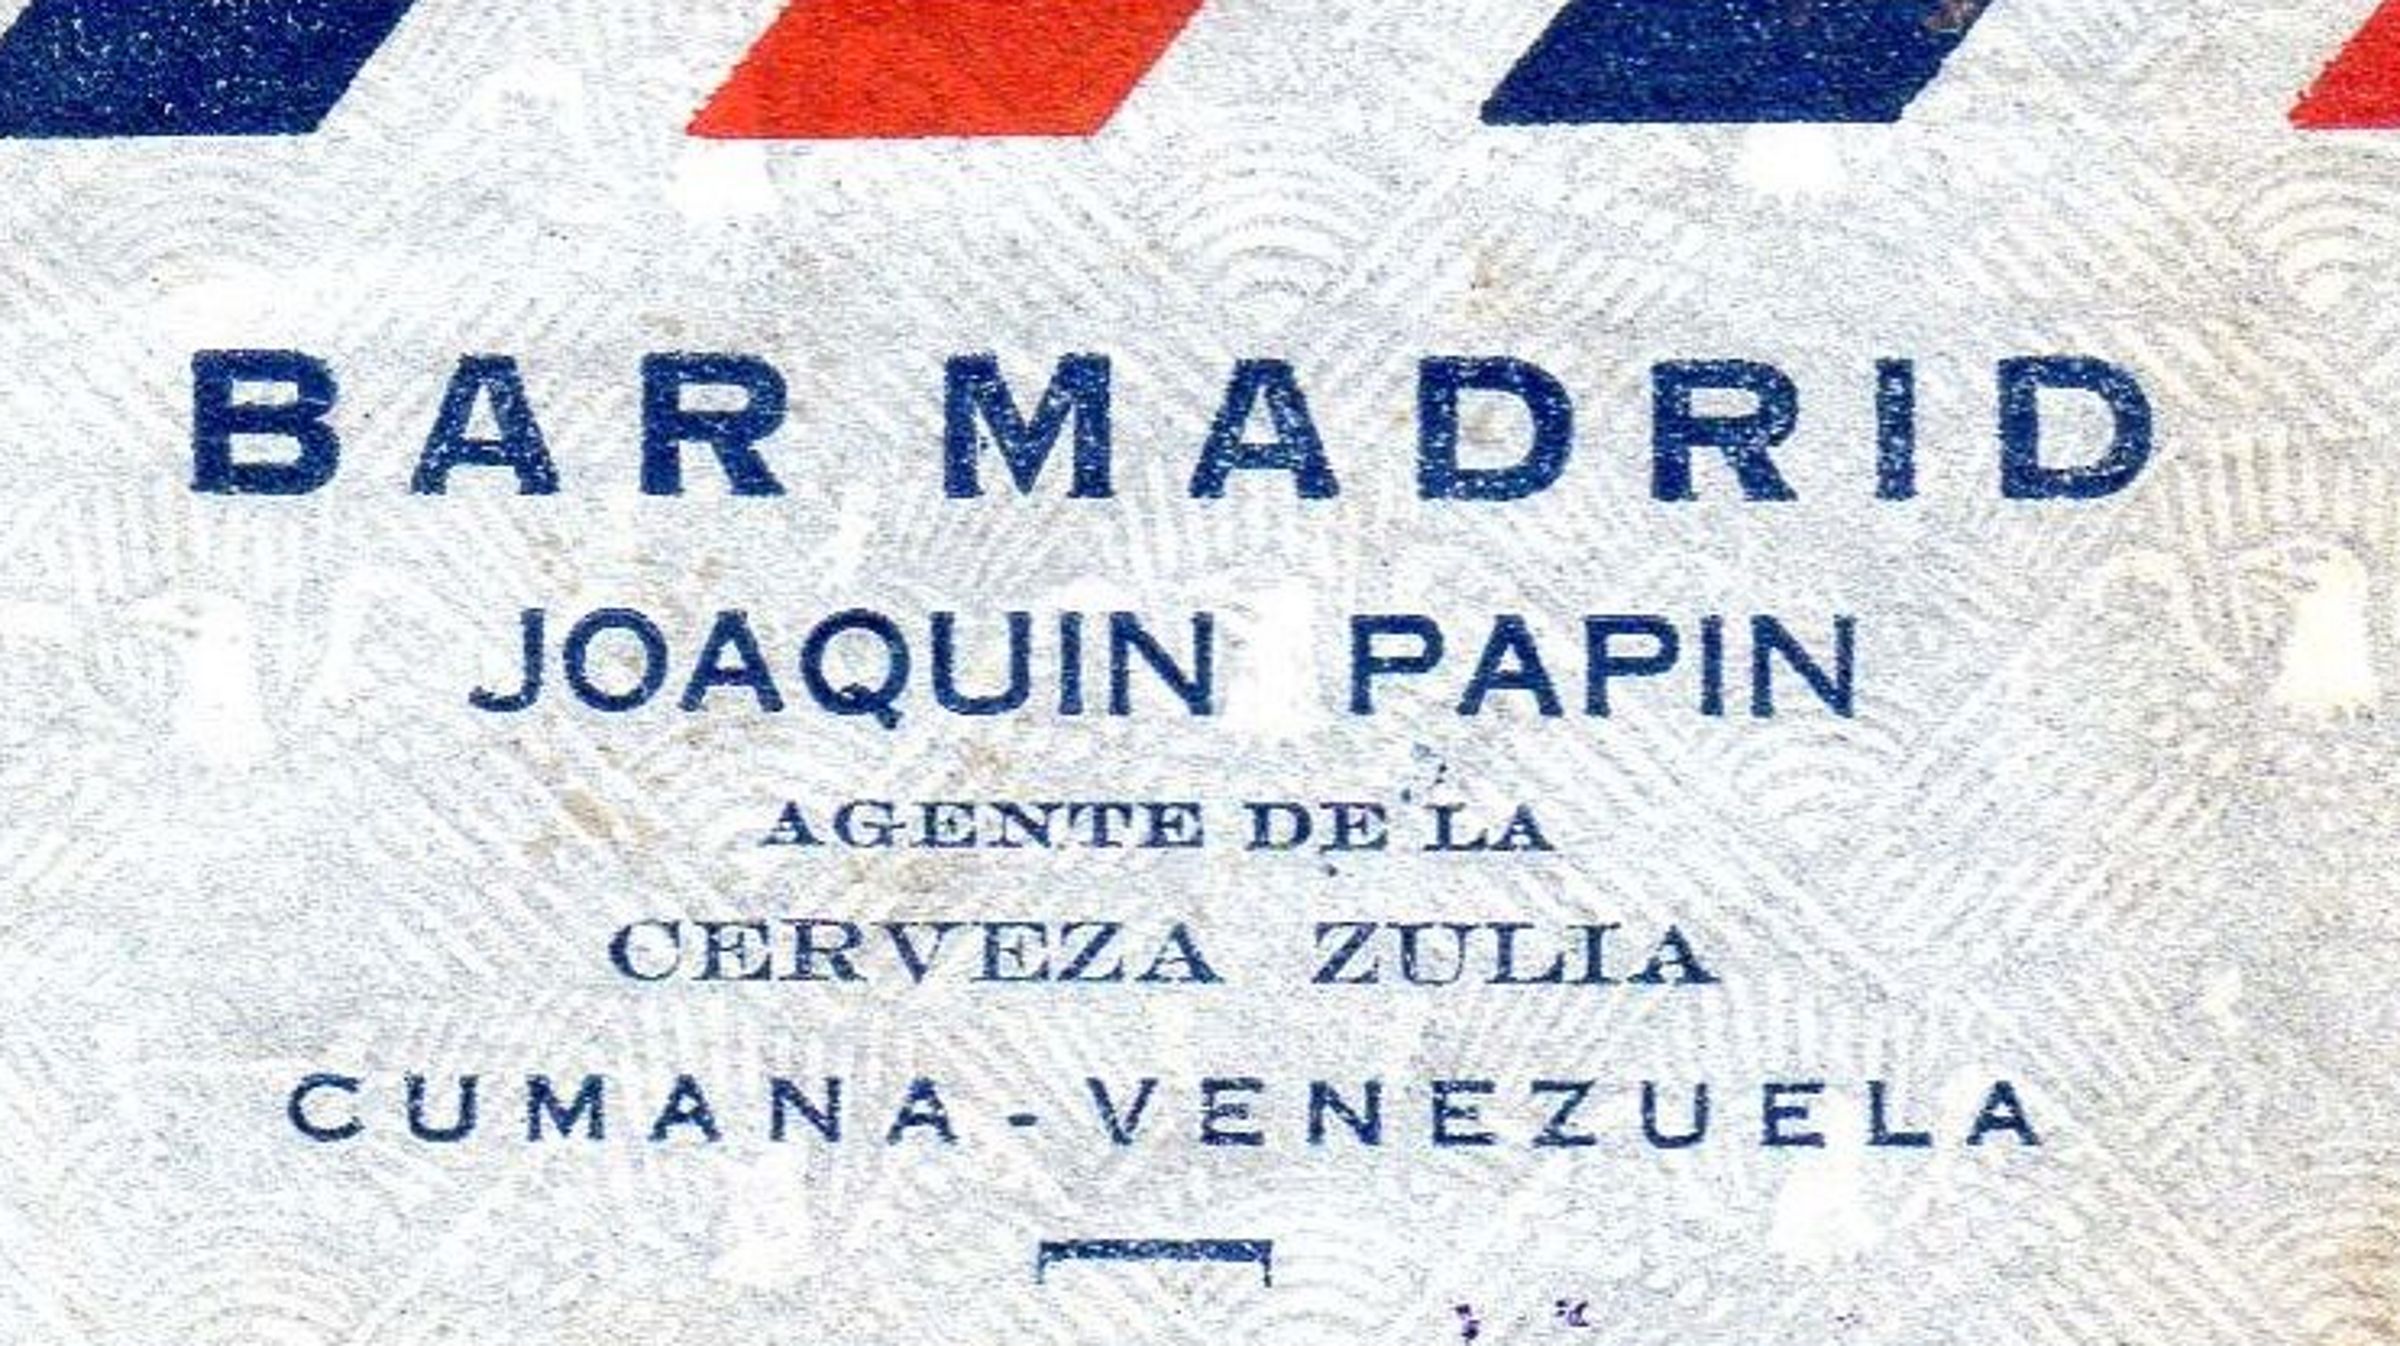 BAR MADRID
JOAQUIN PAPIN
AGENTE DE LA
CERVEZA ZULIA
CUMANA-VENEZUELA